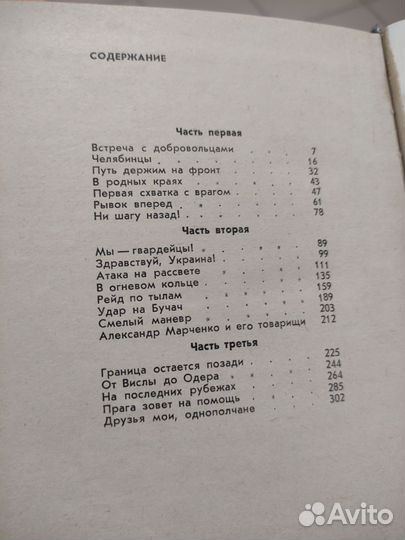 СОДЕРЖАНИЕ
Часть первая
Встреча с добровольцами . . . 7
Челябинцы . . . . . . . 16
Путь держим на фронт . . . . 32
В родных краях . . . . . 43
Первая схватка с врагом . . . . 47
Рывок вперед . . . . . . 61
Ни шагу назад! . . . . . 78
Часть вторая
Мы — гвардейцы! . . . . . 89
Здравствуй, Украина! . . . . 99
Атака на рассвете . . . . . 111
В огневом кольце . . . . . 135
Рейд по тылам . . . . . 159
Удар на Бучач . . . . . 189
Смелый маневр . . . . . 203
Александр Марченко и его товарищи 212
Часть третья
Граница остается позади . . . 225
От Вислы до Одера . . . . 244
На последних рубежах . . . . 264
Прага зовет на помощь . . . . 285
Друзья мои, однополчане . . . 302
Avito